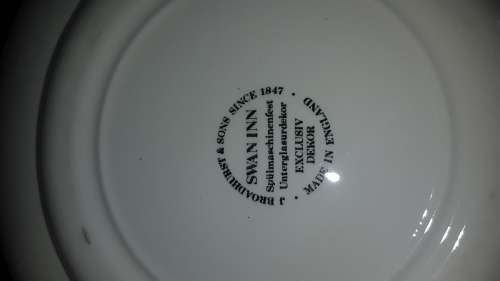 J BROADHURST & SONS SINCE 1847 •
SWAN INN
Spülmaschinenfest
Unterglasurdekor
EXCLUSIV
DEKOR
• MADE IN ENGLAND